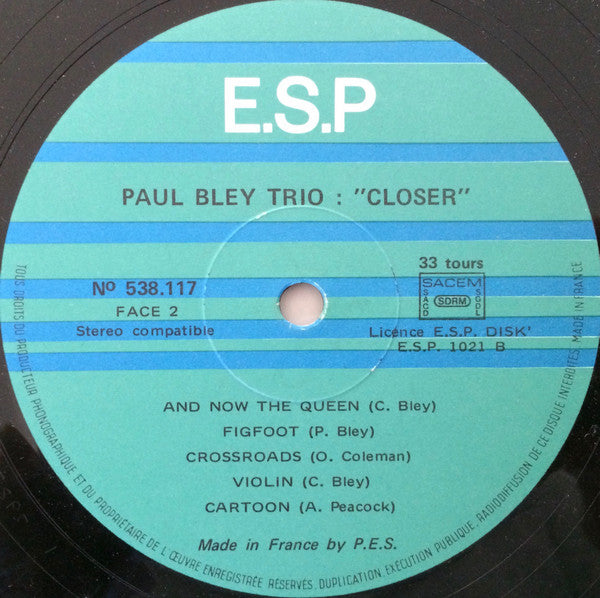 E.S.P
PAUL BLEY TRIO : "CLOSER"
Nº 538.117
FACE 2
Stereo compatible
33 tours
SACEM
SACD
SDRM
SGDL
Licence E.S.P. DISK'
E.S.P. 1021 B
AND NOW THE QUEEN (C. Bley)
FIGFOOT (P. Bley)
CROSSROADS (O. Coleman)
VIOLIN (C. Bley)
CARTOON (A. Peacock)
Made in France by P.E.S.
TOUS DROITS DU PRODUCTEUR PHONOGRAPHIQUE ET DU PROPRIÉTAIRE DE L'ŒUVRE ENREGISTRÉE RÉSERVÉS. DUPLICATION, EXÉCUTION PUBLIQUE, RADIODIFFUSION DE CE DISQUE INTERDITES. MADE IN FRANCE